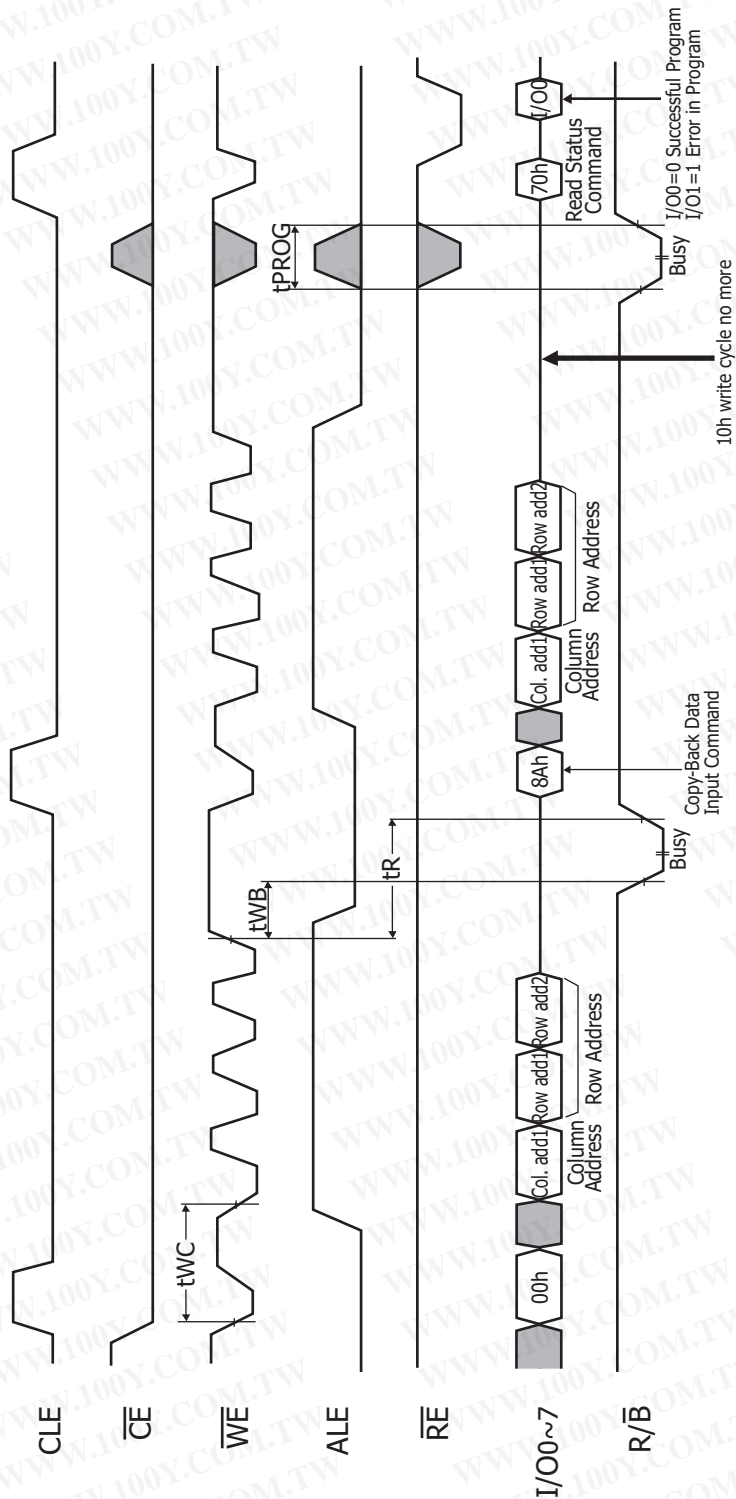 CLE
CE
WE
tWC
tWB
tPROG
ALE
tR
RE
I/O0~7
00h
Col. add1
Row add1
Row add2
8Ah
Col. add1
Row add1
Row add2
70h
I/O0
Column
Address
Row Address
Column
Address
Row Address
Read Status
Command
R/B
Busy
Busy
Copy-Back Data
Input Command
10h write cycle no more
I/O0=0 Successful Program
I/O1=1 Error in Program
WWW.100Y.COM.TW